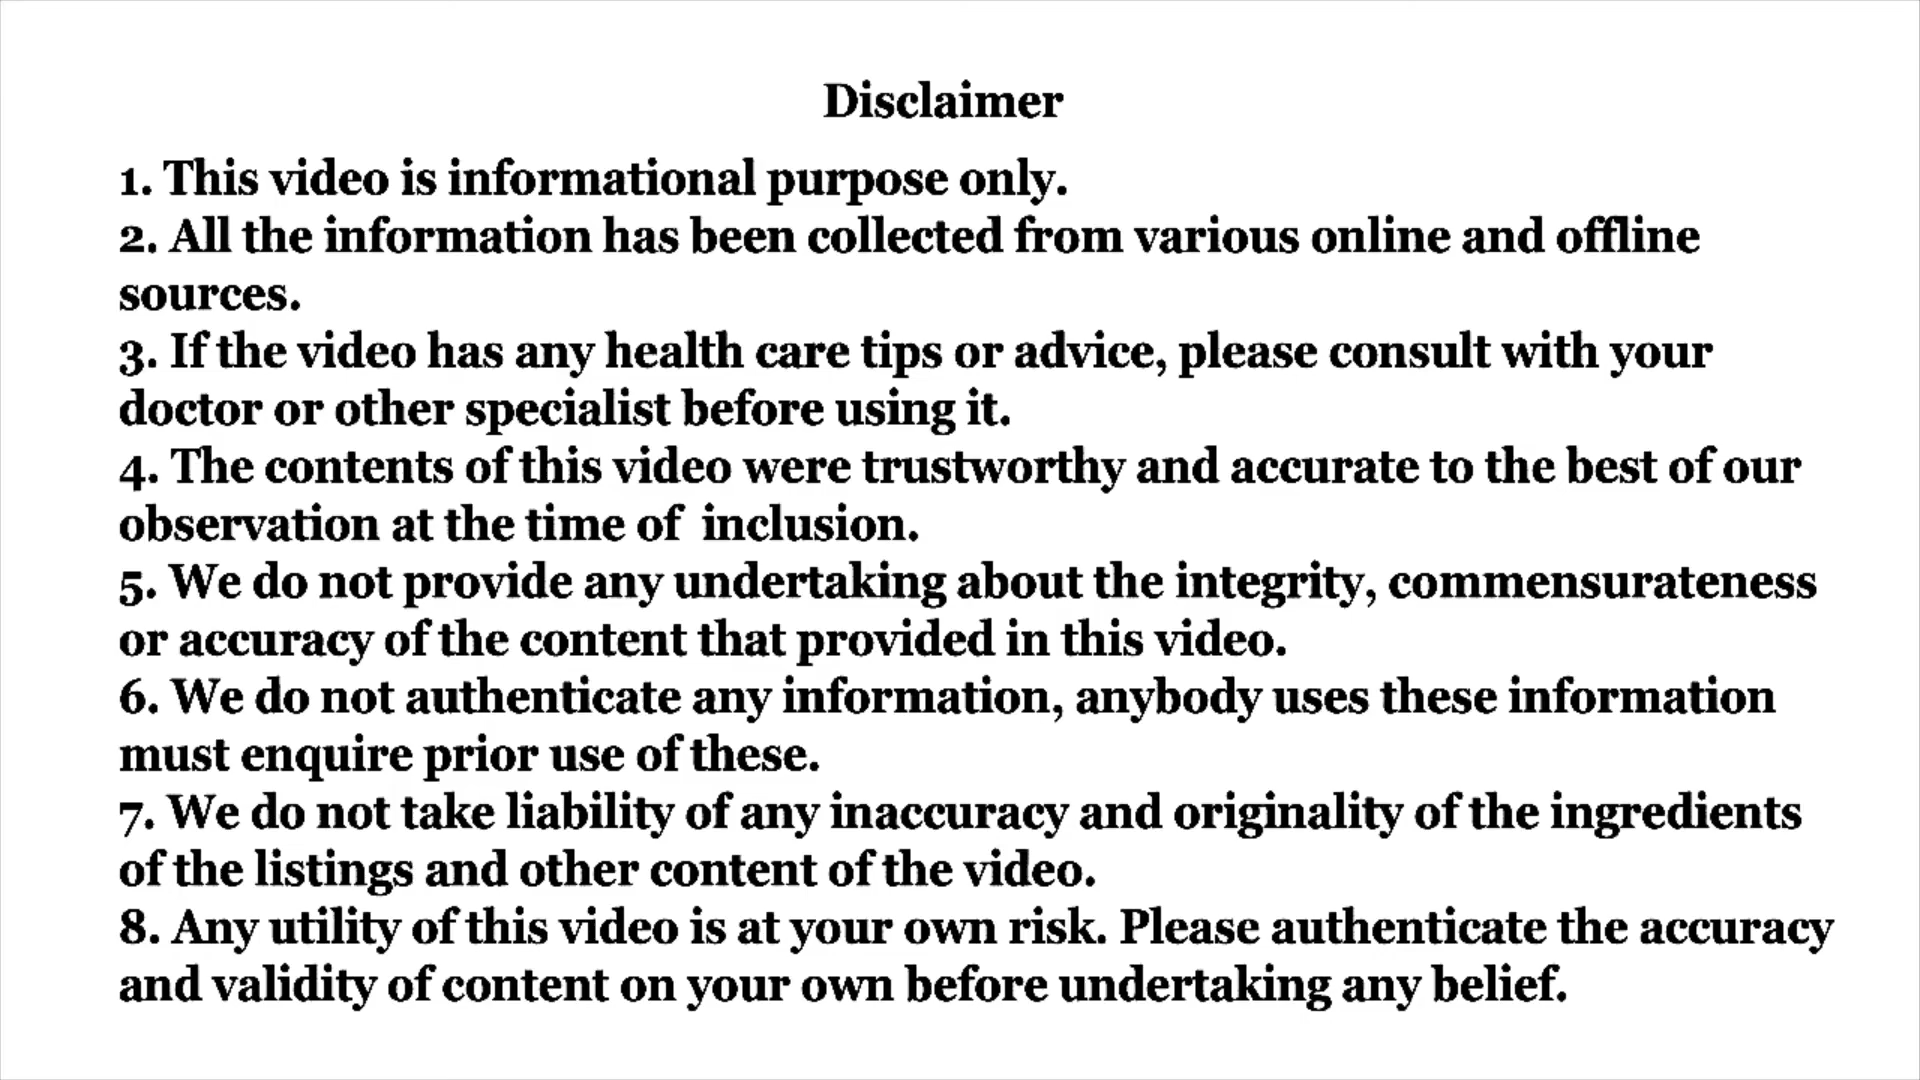 Disclaimer
1. This video is informational purpose only.
2. All the information has been collected from various online and offline
sources.
3. If the video has any health care tips or advice, please consult with your
doctor or other specialist before using it.
4. The contents of this video were trustworthy and accurate to the best of our
observation at the time of  inclusion.
5. We do not provide any undertaking about the integrity, commensurateness
or accuracy of the content that provided in this video.
6. We do not authenticate any information, anybody uses these information
must enquire prior use of these.
7. We do not take liability of any inaccuracy and originality of the ingredients
of the listings and other content of the video.
8. Any utility of this video is at your own risk. Please authenticate the accuracy
and validity of content on your own before undertaking any belief.